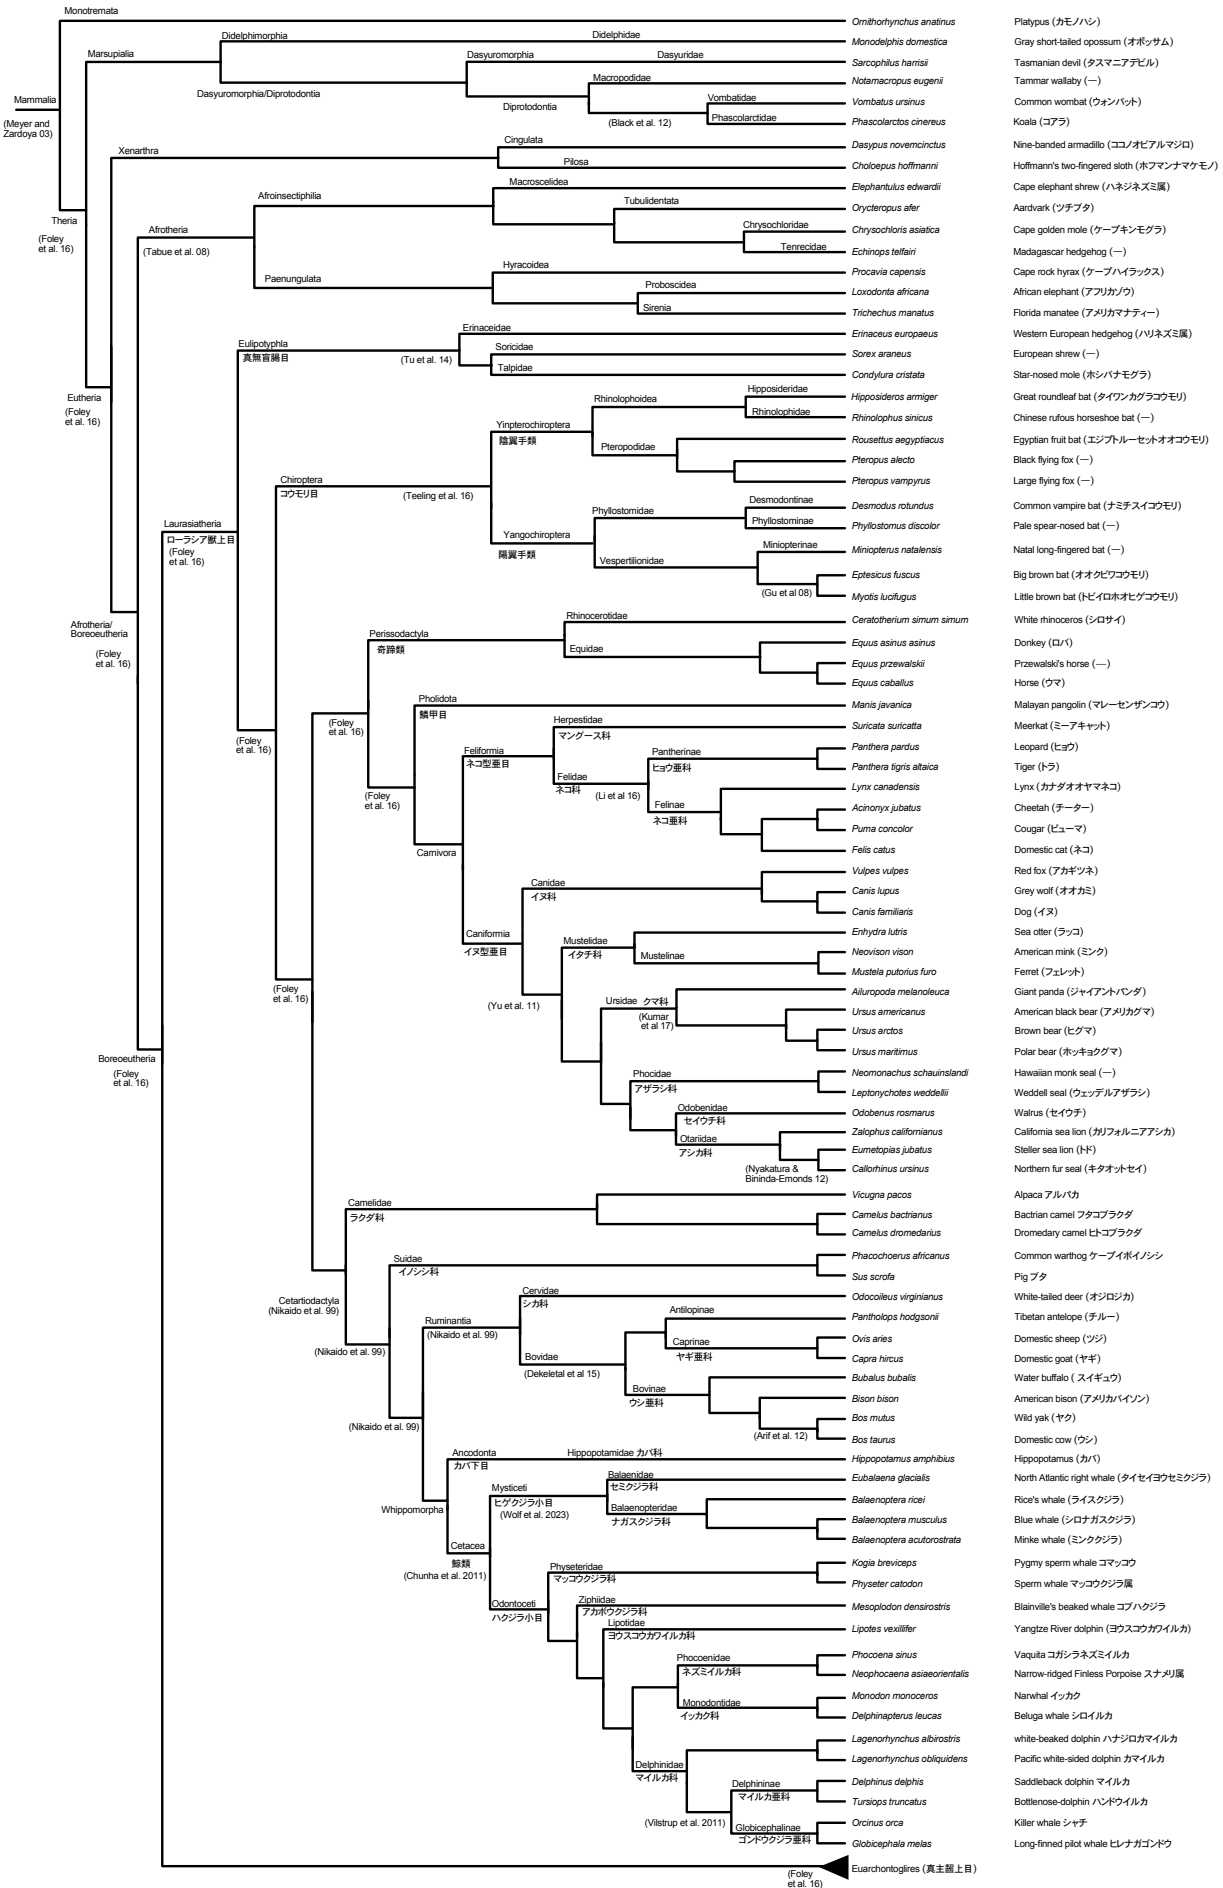 Monotremata
Ornithorhynchus anatinus Platypus (カモノハシ)
Didelphimorphia Didelphidae
Monodelphis domestica Gray short-tailed opossum (オポッサム)
Marsupialia
Dasyuromorphia Dasyuridae
Sarcophilus harrisii Tasmanian devil (タスマニアデビル)
Macropodidae
Notamacropus eugenii Tammar wallaby (—)
Dasyuromorphia/Diprotodontia
Mammalia
Diprotodontia
Vombatidae
Vombatus ursinus Common wombat (ウォンバット)
(Meyer and
Zardoya 03)
(Black et al. 12)
Phascolarctidae
Phascolarctos cinereus Koala (コアラ)
Xenarthra
Cingulata
Dasypus novemcinctus Nine-banded armadillo (ココノオビアルマジロ)
Pilosa
Choloepus hoffmanni Hoffmann's two-fingered sloth (ホフマンナマケモノ)
Macroscelidea
Elephantulus edwardii Cape elephant shrew (ハネジネズミ属)
Afroinsectiphilia
Tubulidentata
Orycteropus afer Aardvark (ツチブタ)
Theria
(Foley
et al. 16)
Afrotheria
(Tabue et al. 08)
Chrysochloridae
Chrysochloris asiatica Cape golden mole (ケープキンモグラ)
Tenrecidae
Echinops telfairi Madagascar hedgehog (—)
Paenungulata
Hyracoidea
Procavia capensis Cape rock hyrax (ケープハイラックス)
Proboscidea
Loxodonta africana African elephant (アフリカゾウ)
Sirenia
Trichechus manatus Florida manatee (アメリカマナティー)
Eulipotyphla
真無盲腸目
Erinaceidae
Erinaceus europaeus Western European hedgehog (ハリネズミ属)
(Tu et al. 14)
Soricidae
Sorex araneus European shrew (—)
Talpidae
Condylura cristata Star-nosed mole (ホシバナモグラ)
Eutheria
(Foley
et al. 16)
Hipposideridae
Hipposideros armiger Great roundleaf bat (タイワンカグラコウモリ)
Rhinolophoidea
Rhinolophidae
Rhinolophus sinicus Chinese rufous horseshoe bat (—)
Yinpterochiroptera
陰翼手類
Pteropodidae
Rousettus aegyptiacus Egyptian fruit bat (エジプトルーセットオオコウモリ)
Pteropus alecto Black flying fox (—)
Pteropus vampyrus Large flying fox (—)
Chiroptera
コウモリ目
(Teeling et al. 16)
Desmodontinae
Desmodus rotundus Common vampire bat (ナミチスイコウモリ)
Phyllostomidae
Phyllostominae
Phyllostomus discolor Pale spear-nosed bat (—)
Laurasiatheria
ローラシア獣上目
(Foley
et al. 16)
Yangochiroptera
陽翼手類
Miniopterinae
Miniopterus natalensis Natal long-fingered bat (—)
Vespertilionidae
Eptesicus fuscus Big brown bat (オオクビワコウモリ)
(Gu et al 08)
Myotis lucifugus Little brown bat (トビイロホオヒゲコウモリ)
Afrotheria/
Boreoeutheria
(Foley
et al. 16)
Perissodactyla
奇蹄類
Rhinocerotidae
Ceratotherium simum simum White rhinoceros (シロサイ)
Equidae
Equus asinus asinus Donkey (ロバ)
Equus przewalskii Przewalski's horse (—)
Equus caballus Horse (ウマ)
Pholidota
鱗甲目
Manis javanica Malayan pangolin (マレーセンザンコウ)
(Foley
et al. 16)
(Foley
et al. 16)
Feliformia
ネコ型亜目
Herpestidae
マングース科
Suricata suricatta Meerkat (ミーアキャット)
Pantherinae
ヒョウ亜科
Panthera pardus Leopard (ヒョウ)
Panthera tigris altaica Tiger (トラ)
Felidae
ネコ科
(Li et al 16)
(Foley
et al. 16)
Lynx canadensis Lynx (カナダオオヤマネコ)
Felinae
ネコ亜科
Acinonyx jubatus Cheetah (チーター)
Puma concolor Cougar (ピューマ)
Felis catus Domestic cat (ネコ)
Carnivora
Canidae
イヌ科
Vulpes vulpes Red fox (アカギツネ)
Canis lupus Grey wolf (オオカミ)
Canis familiaris Dog (イヌ)
Caniformia
イヌ型亜目
Mustelidae
イタチ科
Enhydra lutris Sea otter (ラッコ)
Mustelinae
Neovison vison American mink (ミンク)
Mustela putorius furo Ferret (フェレット)
(Foley
et al. 16)
(Yu et al. 11)
Ursidae クマ科
(Kumar
et al 17)
Ailuropoda melanoleuca Giant panda (ジャイアントパンダ)
Ursus americanus American black bear (アメリカグマ)
Ursus arctos Brown bear (ヒグマ)
Ursus maritimus Polar bear (ホッキョクグマ)
Boreoeutheria
(Foley
et al. 16)
Phocidae
アザラシ科
Neomonachus schauinslandi Hawaiian monk seal (—)
Leptonychotes weddellii Weddell seal (ウェッデルアザラシ)
Odobenidae
セイウチ科
Odobenus rosmarus Walrus (セイウチ)
Otariidae
アシカ科
Zalophus californianus California sea lion (カリフォルニアアシカ)
Eumetopias jubatus Steller sea lion (トド)
(Nyakatura &
Bininda-Emonds 12)
Callorhinus ursinus Northern fur seal (キタオットセイ)
Camelidae
ラクダ科
Vicugna pacos Alpaca アルパカ
Camelus bactrianus Bactrian camel フタコブラクダ
Camelus dromedarius Dromedary camel ヒトコブラクダ
Suidae
イノシシ科
Phacochoerus africanus Common warthog ケープイボイノシシ
Sus scrofa Pig ブタ
Cetartiodactyla
(Nikaido et al. 99)
Cervidae
シカ科
Odocoileus virginianus White-tailed deer (オジロジカ)
Ruminantia
(Nikaido et al. 99)
(Nikaido et al. 99)
Antilopinae
Pantholops hodgsonii Tibetan antelope (チルー)
Caprinae
ヤギ亜科
Ovis aries Domestic sheep (ツジ)
Capra hircus Domestic goat (ヤギ)
Bovidae
(Dekeletal et al 15)
Bovinae
ウシ亜科
Bubalus bubalis Water buffalo ( スイギュウ)
Bison bison American bison (アメリカバイソン)
Bos mutus Wild yak (ヤク)
(Nikaido et al. 99)
(Arif et al. 12)
Bos taurus Domestic cow (ウシ)
Ancodonta
カバ下目
Hippopotamidae カバ科
Hippopotamus amphibius Hippopotamus (カバ)
Whippomorpha
Mysticeti
ヒゲクジラ小目
(Wolf et al. 2023)
Balaenidae
セミクジラ科
Eubalaena glacialis North Atlantic right whale (タイセイヨウセミクジラ)
Balaenopteridae
ナガスクジラ科
Balaenoptera ricei Rice's whale (ライスクジラ)
Balaenoptera musculus Blue whale (シロナガスクジラ)
Balaenoptera autorostrata Minke whale (ミンククジラ)
Cetacea
鯨類
(Chunha et al. 2011)
Physeteridae
マッコウクジラ科
Kogia breviceps Pygmy sperm whale コマッコウ
Physeter catodon Sperm whale マッコウクジラ属
Odontoceti
ハクジラ小目
Ziphiidae
アカボウクジラ科
Mesoplodon densirostris Blainville's beaked whale コブハクジラ
Lipotidae
ヨウスコウカワイルカ科
Lipotes vexillifer Yangtze River dolphin (ヨウスコウカワイルカ)
Phocoenidae
ネズミイルカ科
Phocoena sinus Vaquita コガシラネズミイルカ
Neophocaena asiaeorientalis Narrow-ridged Finless Porpoise スナメリ属
Monodontidae
イッカク科
Monodon monoceros Narwhal イッカク
Delphinapterus leucas Beluga whale シロイルカ
Delphinidae
マイルカ科
Lagenorhynchus albirostris white-beaked dolphin ハナジロカマイルカ
Lagenorhynchus obliquidens Pacific white-sided dolphin カマイルカ
Delphininae
マイルカ亜科
Delphinus delphis Saddleback dolphin マイルカ
Tursiops truncatus Bottlenose-dolphin ハンドウイルカ
(Vilstrup et al. 2011)
Globicephalinae
ゴンドウクジラ亜科
Orcinus orca Killer whale シャチ
Globicephala melas Long-finned pilot whale ヒレナガゴンドウ
(Foley
et al. 16)
Euarchontoglires (真主齧上目)